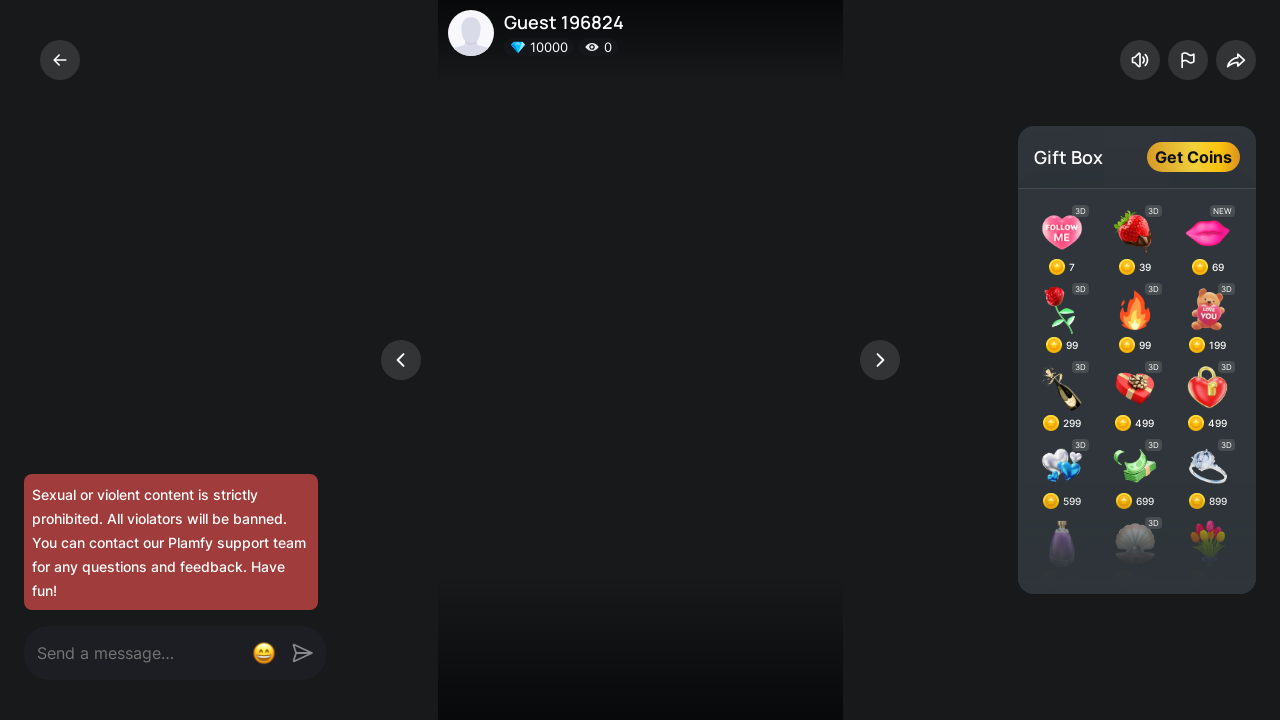 Guest 196824
10000
0
Gift Box
Get Coins
3D
3D
NEW
FOLLOW
ME
7
39
69
3D
3D
3D
LOVE
YOU
99
99
199
3D
3D
3D
299
499
499
3D
3D
3D
599
699
899
3D
Sexual or violent content is strictly
prohibited. All violators will be banned.
You can contact our Plamfy support team
for any questions and feedback. Have
fun!
Send a message...